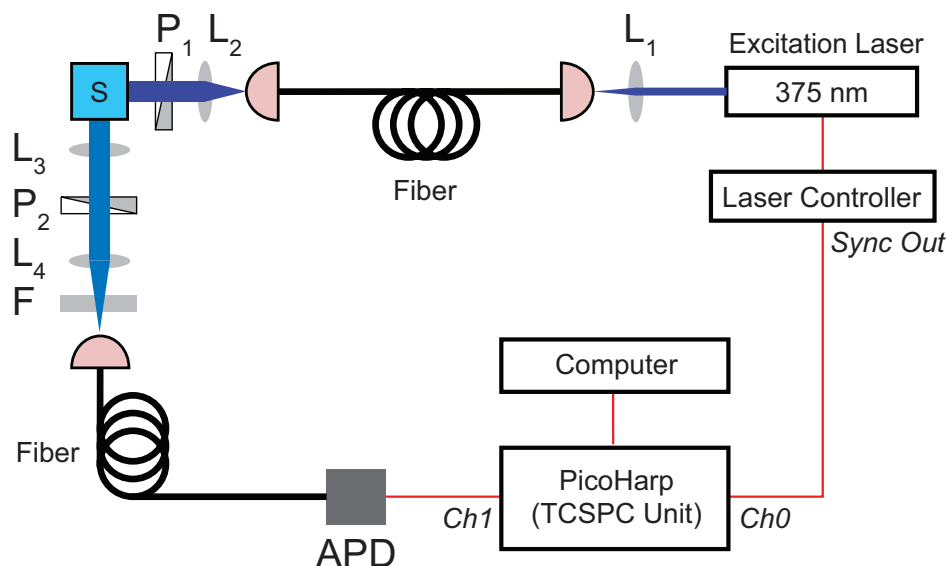 P₁ L₂
L₁
Excitation Laser
S
375 nm
L₃
Fiber
Laser Controller
P₂
Sync Out
L₄
F
Computer
Fiber
PicoHarp
(TCSPC Unit)
Ch1
Ch0
APD